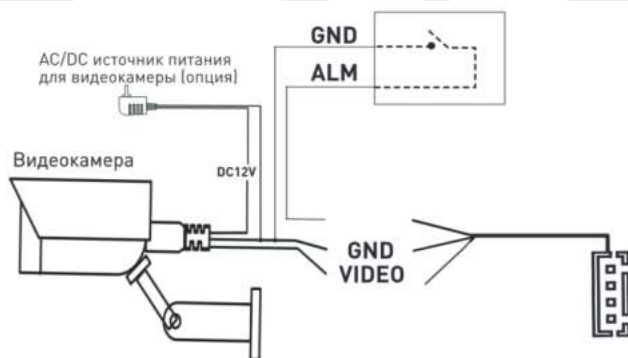 GND
AC/DC источник питания
для видеокамеры (опция)
ALM
Видеокамера
DC12V
GND
VIDEO